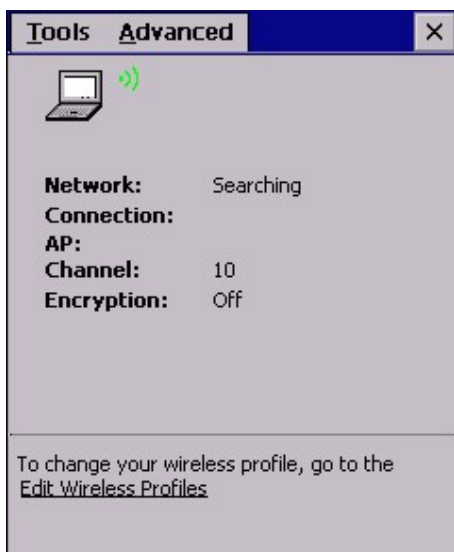 Tools Advanced
Network: Searching
Connection:
AP:
Channel: 10
Encryption: Off
To change your wireless profile, go to the
Edit Wireless Profiles